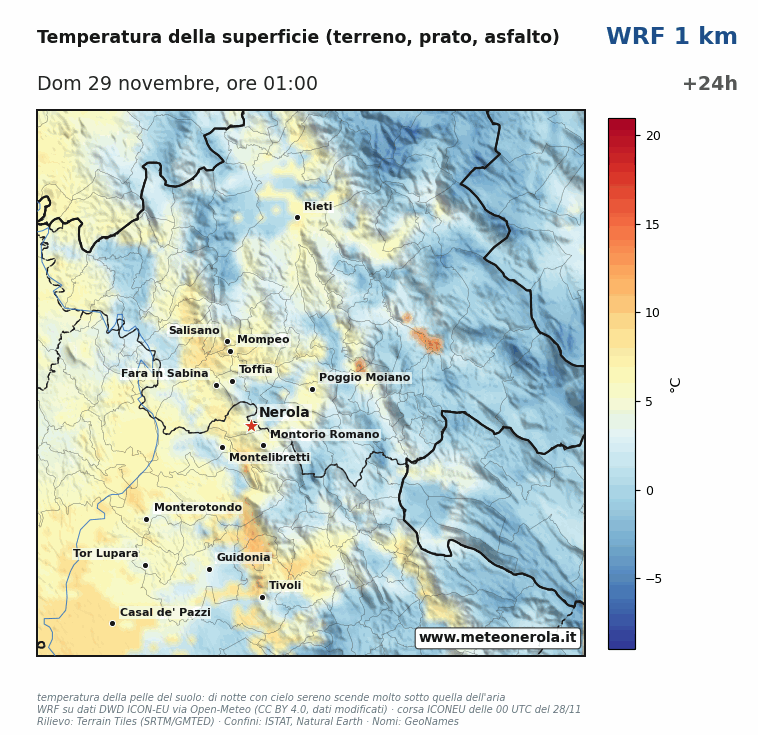 Temperatura della superficie (terreno, prato, asfalto)
WRF 1 km
Dom 29 novembre, ore 01:00
+24h
Rieti
Salisano
Mompeo
Fara in Sabina
Toffia
Poggio Moiano
Nerola
Montorio Romano
Montelibretti
Monterotondo
Tor Lupara
Guidonia
Tivoli
Casal de' Pazzi
www.meteonerola.it
20
15
10
5
0
−5
°C
temperatura della pelle del suolo: di notte con cielo sereno scende molto sotto quella dell'aria
WRF su dati DWD ICON-EU via Open-Meteo (CC BY 4.0, dati modificati) · corsa ICONEU delle 00 UTC del 28/11
Rilievo: Terrain Tiles (SRTM/GMTED) · Confini: ISTAT, Natural Earth · Nomi: GeoNames